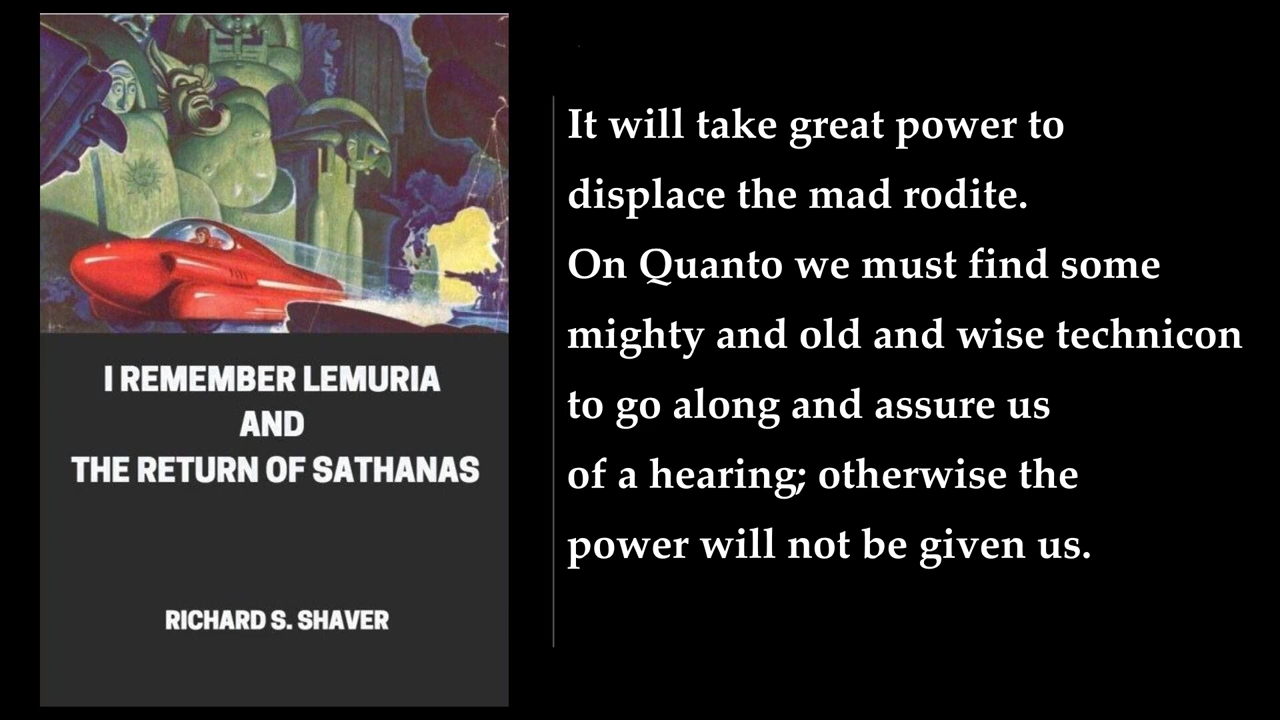 I REMEMBER LEMURIA
AND
THE RETURN OF SATHANAS
RICHARD S. SHAVER
It will take great power to
displace the mad rodite.
On Quanto we must find some
mighty and old and wise technicon
to go along and assure us
of a hearing; otherwise the
power will not be given us.